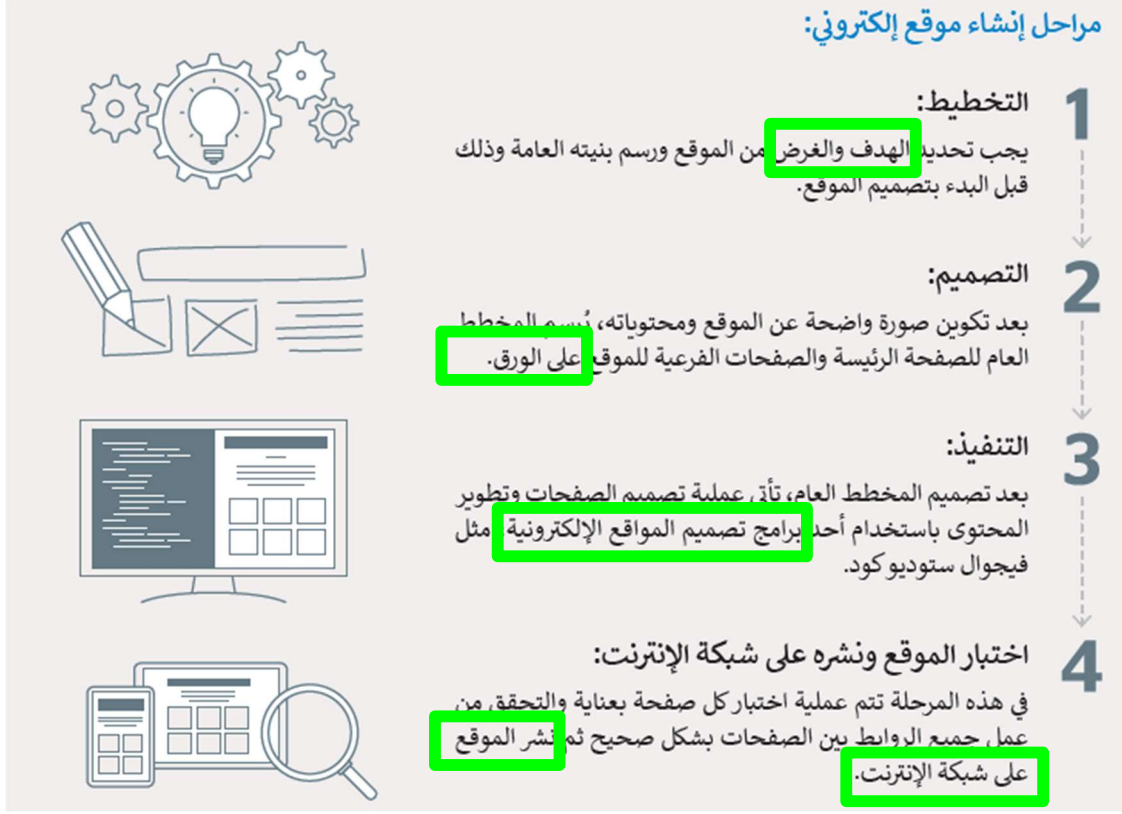 مراحل إنشاء موقع إلكتروني:
1
التخطيط:
يجب تحديد الهدف والغرض من الموقع ورسم بنيته العامة وذلك
قبل البدء بتصميم الموقع.
2
التصميم:
بعد تكوين صورة واضحة عن الموقع ومحتوياته، يُرسم المخطط
العام للصفحة الرئيسة والصفحات الفرعية للموقع على الورق.
3
التنفيذ:
بعد تصميم المخطط العام، تأتي عملية تصميم الصفحات وتطوير
المحتوى باستخدام أحد برامج تصميم المواقع الإلكترونية، مثل
فيجوال ستوديو كود.
4
اختبار الموقع ونشره على شبكة الإنترنت:
في هذه المرحلة تتم عملية اختبار كل صفحة بعناية والتحقق من
عمل جميع الروابط بين الصفحات بشكل صحيح ثم نشر الموقع
على شبكة الإنترنت.